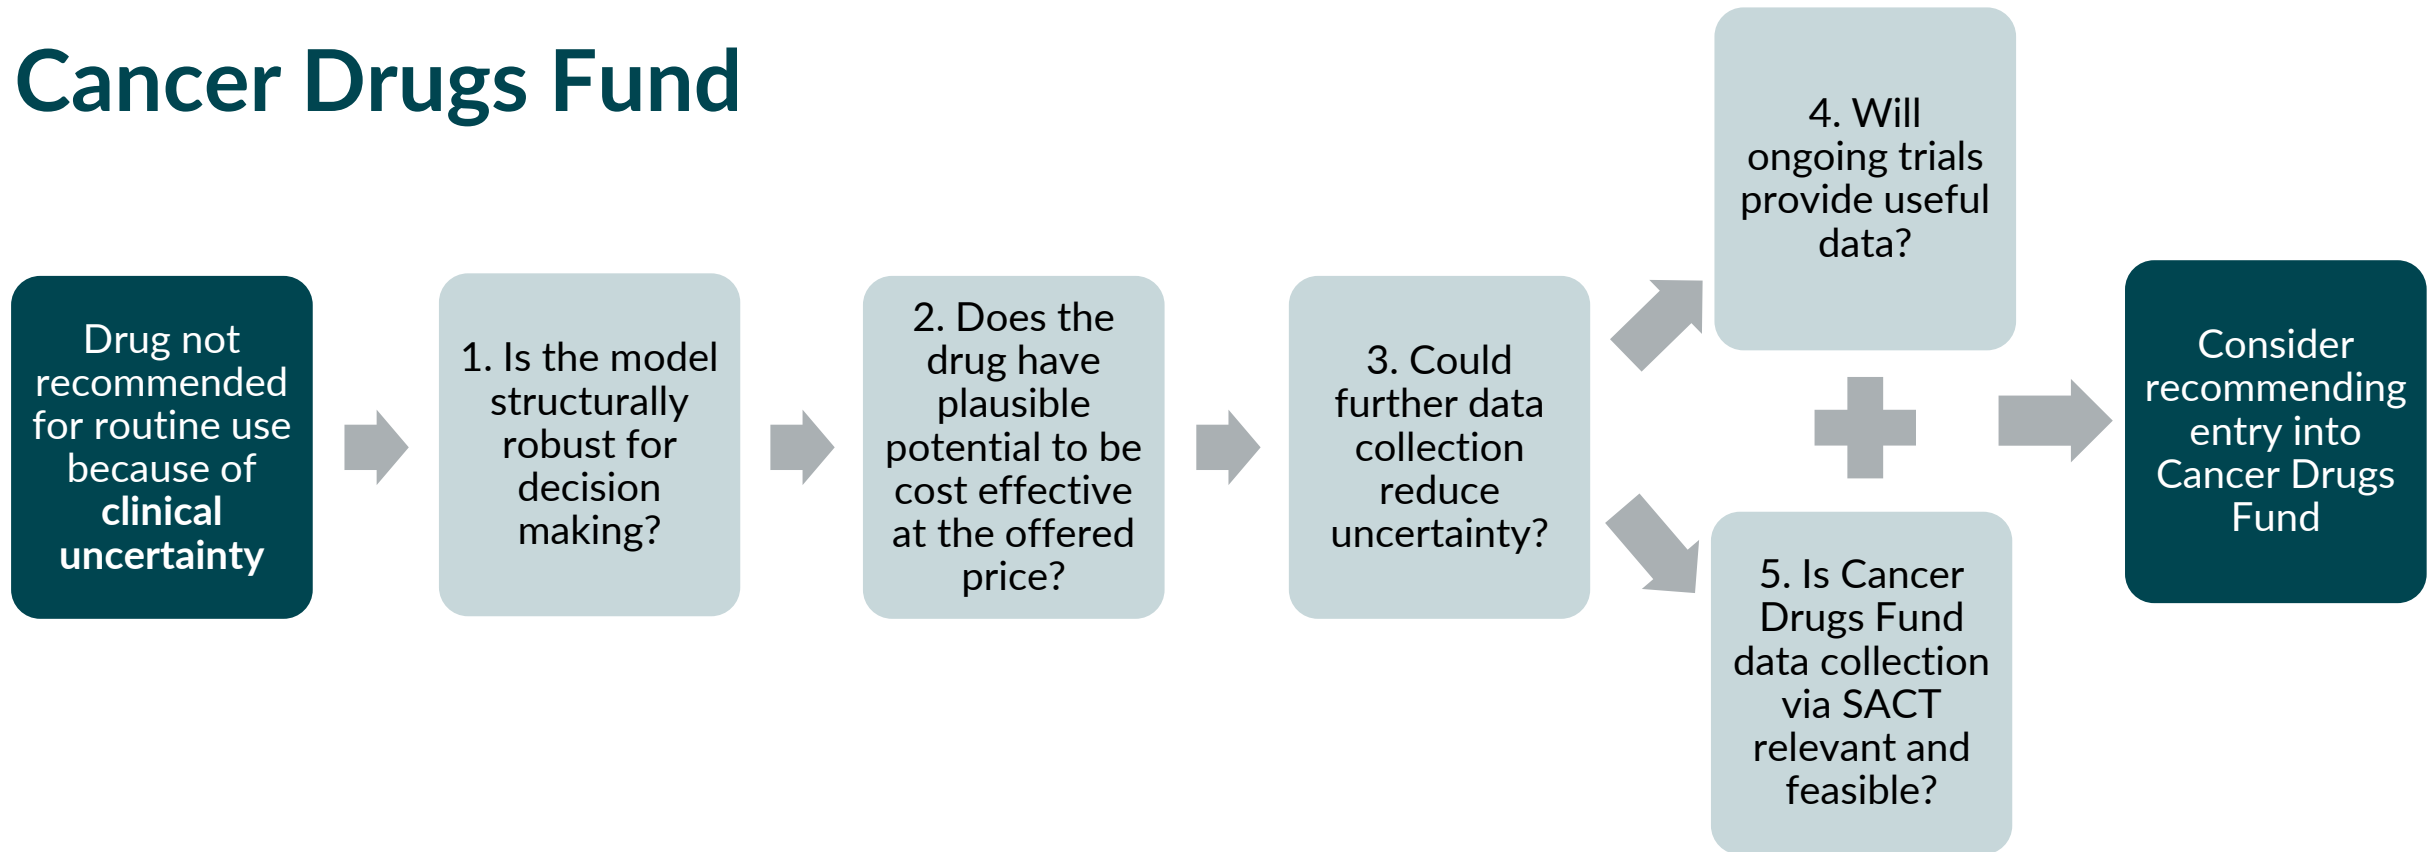 Cancer Drugs Fund
Drug not
recommended
for routine use
because of
clinical
uncertainty
1. Is the model
structurally
robust for
decision
making?
2. Does the
drug have
plausible
potential to be
cost effective
at the offered
price?
3. Could
further data
collection
reduce
uncertainty?
4. Will
ongoing trials
provide useful
data?
5. Is Cancer
Drugs Fund
data collection
via SACT
relevant and
feasible?
Consider
recommending
entry into
Cancer Drugs
Fund